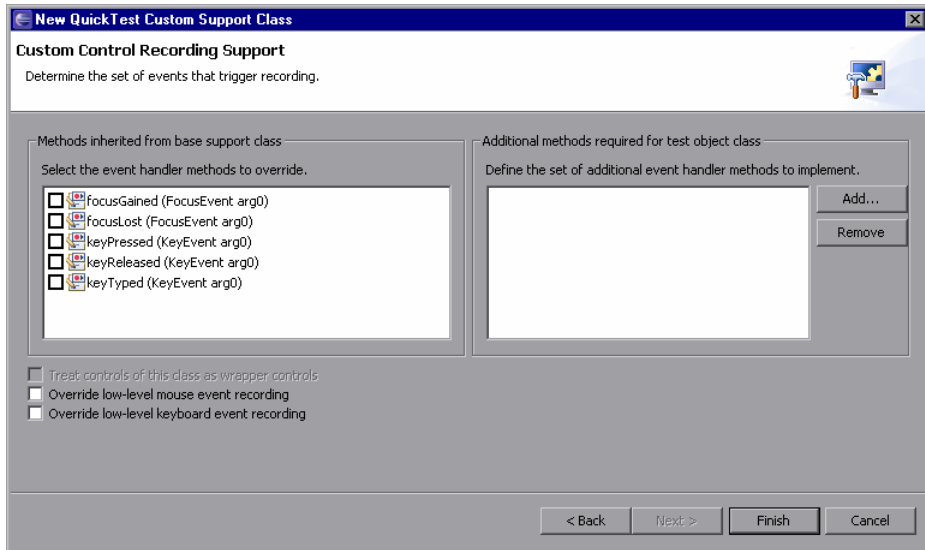 New QuickTest Custom Support Class
Custom Control Recording Support
Determine the set of events that trigger recording.
Methods inherited from base support class
Select the event handler methods to override.
focusGained (FocusEvent arg0)
focusLost (FocusEvent arg0)
keyPressed (KeyEvent arg0)
keyReleased (KeyEvent arg0)
keyTyped (KeyEvent arg0)
Additional methods required for test object class
Define the set of additional event handler methods to implement.
Add...
Remove
Treat controls of this class as wrapper controls
Override low-level mouse event recording
Override low-level keyboard event recording
< Back
Next >
Finish
Cancel